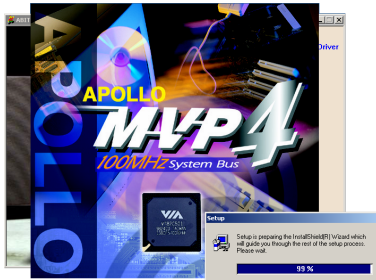 ABIT
Driver
APOLLO
APOLLO
MVP4
100MHz System Bus
VIA
Setup
Setup is preparing the InstallShield(R) Wizard which
will guide you through the rest of the setup process.
Please wait.
99 %